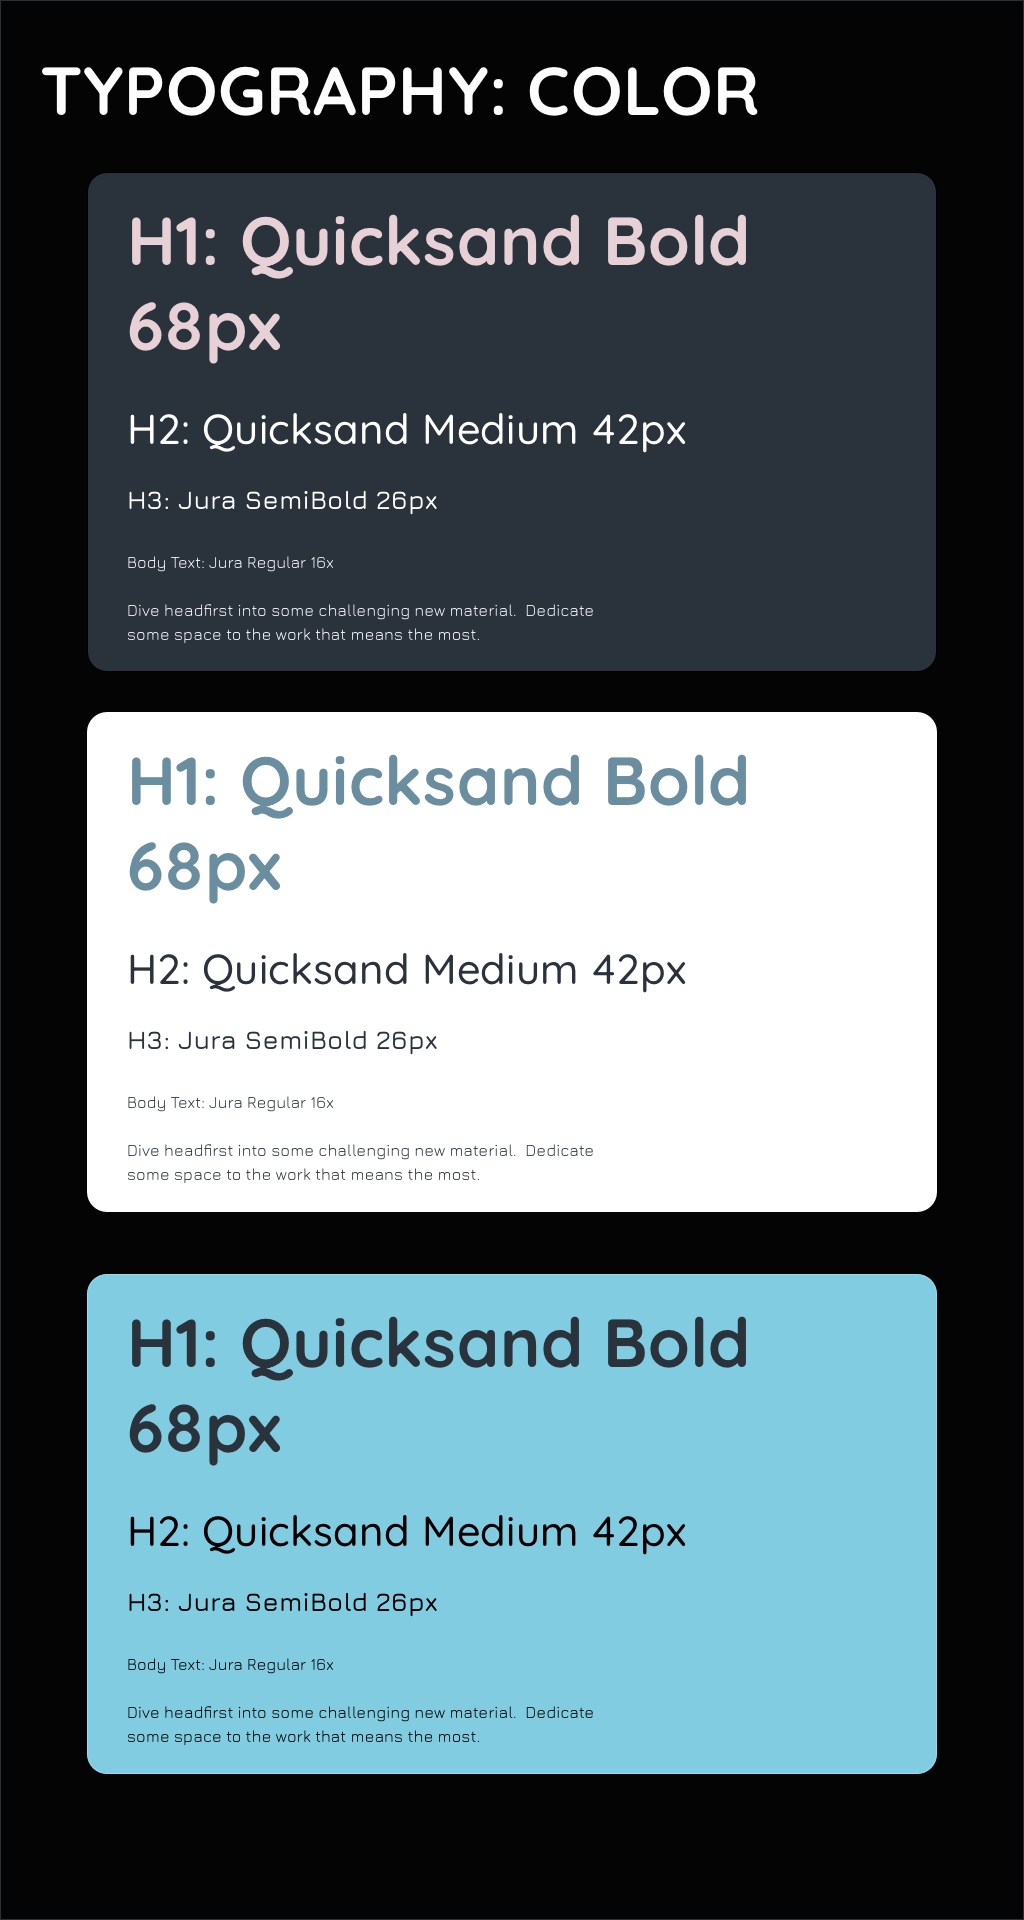 TYPOGRAPHY: COLOR
H1: Quicksand Bold
68px
H2: Quicksand Medium 42px
H3: Jura SemiBold 26px
Body Text: Jura Regular 16x
Dive headfirst into some challenging new material.  Dedicate
some space to the work that means the most.
H1: Quicksand Bold
68px
H2: Quicksand Medium 42px
H3: Jura SemiBold 26px
Body Text: Jura Regular 16x
Dive headfirst into some challenging new material.  Dedicate
some space to the work that means the most.
H1: Quicksand Bold
68px
H2: Quicksand Medium 42px
H3: Jura SemiBold 26px
Body Text: Jura Regular 16x
Dive headfirst into some challenging new material.  Dedicate
some space to the work that means the most.